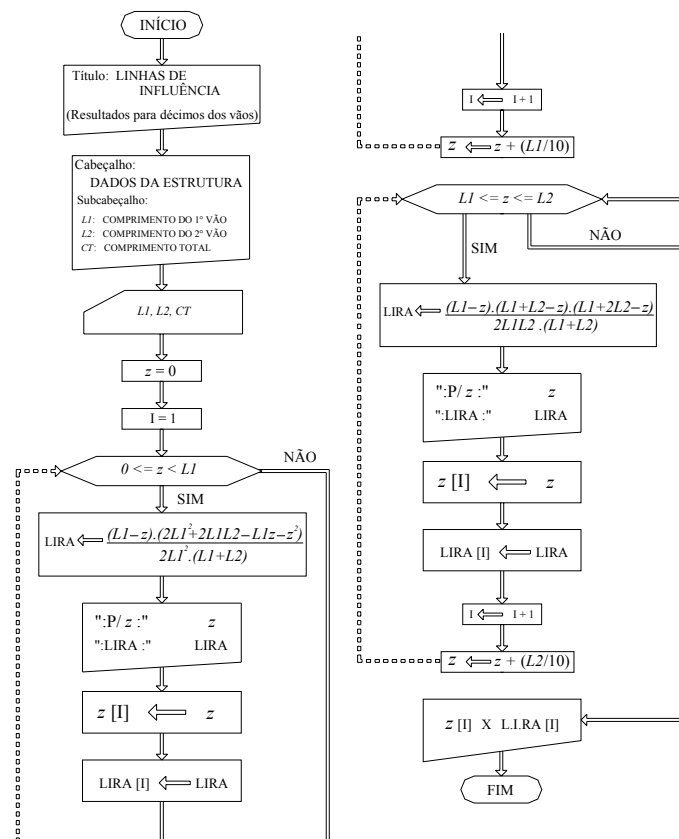 INÍCIO
Título: LINHAS DE
INFLUÊNCIA
(Resultados para décimos dos vãos)
Cabeçalho:
DADOS DA ESTRUTURA
Subcabeçalho:
L1: COMPRIMENTO DO 1º VÃO
L2: COMPRIMENTO DO 2º VÃO
CT: COMPRIMENTO TOTAL
L1, L2, CT
z = 0
I = 1
0 <= z < L1
NÃO
SIM
LIRA ⇐ (L1−z).(2L1²+2L1L2−L1z−z²)
2L1².(L1+L2)
":P/ z :" z
":LIRA :" LIRA
z [I] ⇐ z
LIRA [I] ⇐ LIRA
I ⇐ I + 1
z ⇐ z + (L1/10)
L1 <= z <= L2
NÃO
SIM
LIRA ⇐ (L1−z).(L1+L2−z).(L1+2L2−z)
2L1L2 .(L1+L2)
":P/ z :" z
":LIRA :" LIRA
z [I] ⇐ z
LIRA [I] ⇐ LIRA
I ⇐ I + 1
z ⇐ z + (L2/10)
z [I] X L.I.RA [I]
FIM